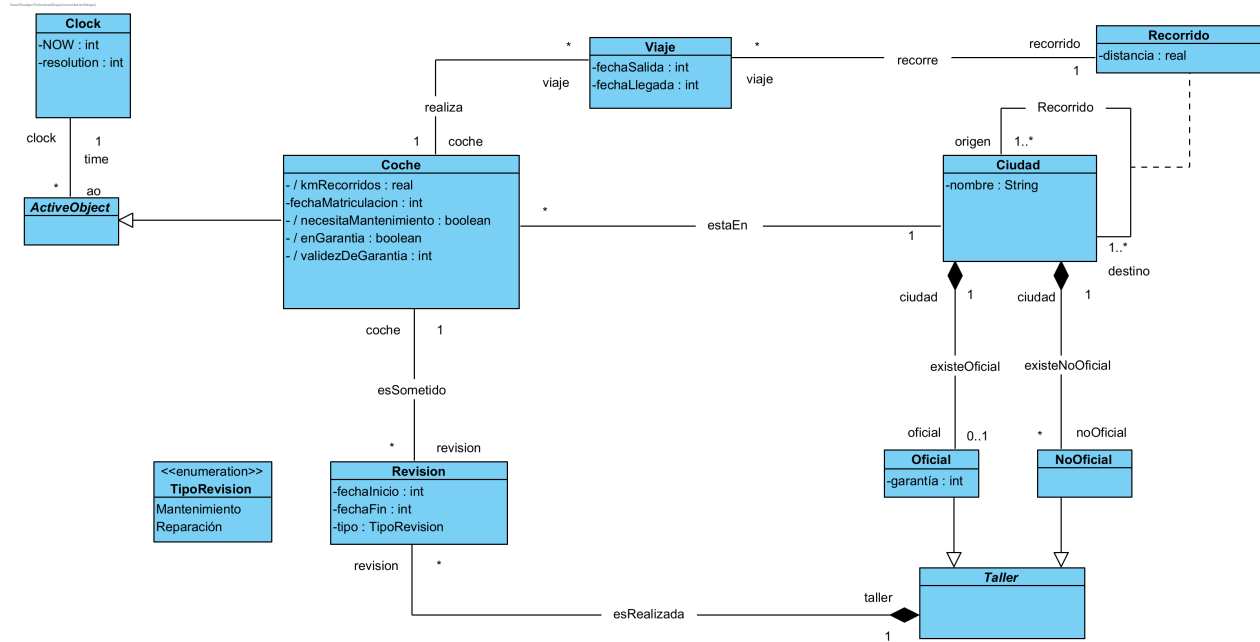 Clock
-NOW : int
-resolution : int
clock
1
time
*
ao
ActiveObject
Viaje
-fechaSalida : int
-fechaLlegada : int
*
viaje
*
viaje
recorre
recorrido
1
Recorrido
-distancia : real
realiza
1
coche
Recorrido
origen
1..*
Coche
- / kmRecorridos : real
-fechaMatriculacion : int
- / necesitaMantenimiento : boolean
- / enGarantia : boolean
- / validezDeGarantia : int
*
estaEn
1
Ciudad
-nombre : String
1..*
destino
ciudad
1
ciudad
1
coche
1
esSometido
existeOficial
existeNoOficial
*
revision
oficial
0..1
*
noOficial
<<enumeration>>
TipoRevision
Mantenimiento
Reparación
Revision
-fechaInicio : int
-fechaFin : int
-tipo : TipoRevision
Oficial
-garantía : int
NoOficial
revision
*
esRealizada
taller
1
Taller